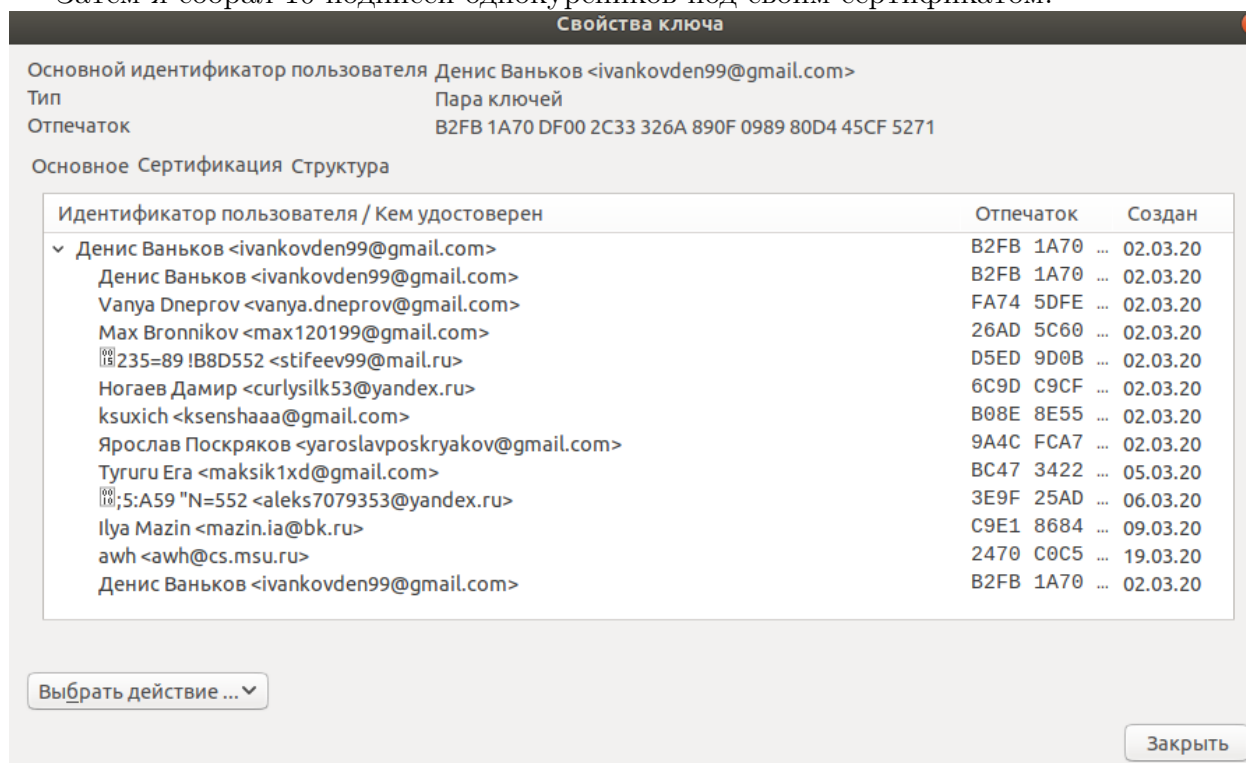 Затем я собрал 10 подписей однокурсников под своим сертификатом.
Свойства ключа
Основной идентификатор пользователя Денис Ваньков <ivankovden99@gmail.com>
Тип Пара ключей
Отпечаток B2FB 1A70 DF00 2C33 326A 890F 0989 80D4 45CF 5271
Основное Сертификация Структура
Идентификатор пользователя / Кем удостоверен Отпечаток Создан
Денис Ваньков <ivankovden99@gmail.com> B2FB 1A70 ... 02.03.20
Денис Ваньков <ivankovden99@gmail.com> B2FB 1A70 ... 02.03.20
Vanya Dneprov <vanya.dneprov@gmail.com> FA74 5DFE ... 02.03.20
Max Bronnikov <max120199@gmail.com> 26AD 5C60 ... 02.03.20
235=89 !B8D552 <stifeev99@mail.ru> D5ED 9D0B ... 02.03.20
Ногаев Дамир <curlysilk53@yandex.ru> 6C9D C9CF ... 02.03.20
ksuxich <ksenshaaa@gmail.com> B08E 8E55 ... 02.03.20
Ярослав Поскряков <yaroslavposkryakov@gmail.com> 9A4C FCA7 ... 02.03.20
Tyruru Era <maksik1xd@gmail.com> BC47 3422 ... 05.03.20
;5:A59 "N=552 <aleks7079353@yandex.ru> 3E9F 25AD ... 06.03.20
Ilya Mazin <mazin.ia@bk.ru> C9E1 8684 ... 09.03.20
awh <awh@cs.msu.ru> 2470 C0C5 ... 19.03.20
Денис Ваньков <ivankovden99@gmail.com> B2FB 1A70 ... 02.03.20
Выбрать действие ...
Закрыть